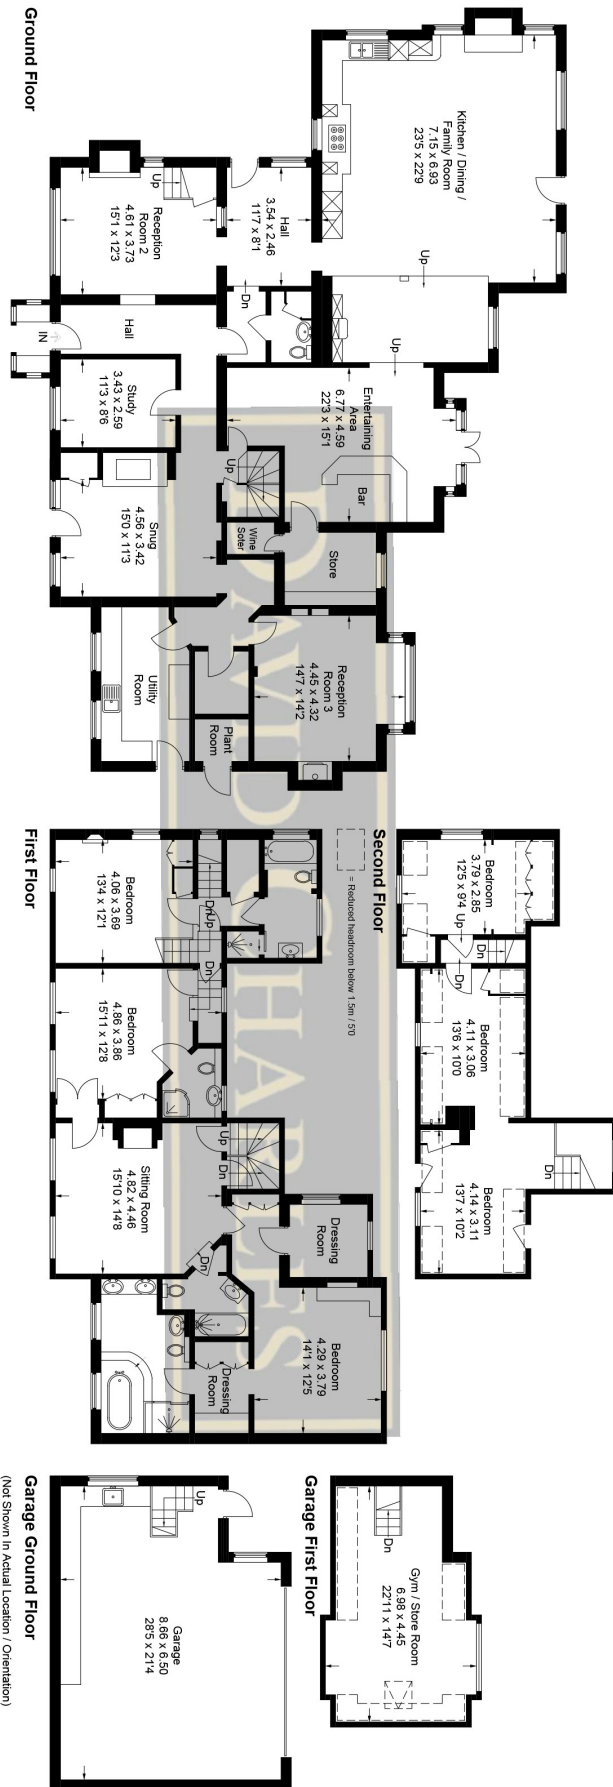 Ground Floor
Kitchen / Dining /
Family Room
7.15 x 6.93
23'5 x 22'9
Up
Up
Hall
3.54 x 2.46
11'7 x 8'1
Dn
Up
Reception
Room 2
4.61 x 3.73
15'1 x 12'3
Hall
IN
Study
3.43 x 2.59
11'3 x 8'6
Entertaining
Area
6.77 x 4.59
22'3 x 15'1
Bar
Up
Wine
Soter
Store
Snug
4.56 x 3.42
15'0 x 11'3
Reception
Room 3
4.45 x 4.32
14'7 x 14'2
Utility
Room
Plant
Room
First Floor
Bedroom
4.06 x 3.69
13'4 x 12'1
Dn
Up
Dn
Bedroom
4.86 x 3.86
15'11 x 12'8
Up
Dn
Sitting Room
4.82 x 4.46
15'10 x 14'8
Dn
Dressing
Room
Bedroom
4.29 x 3.79
14'1 x 12'5
Dressing
Room
Second Floor
= Reduced headroom below 1.5m / 5'0
Bedroom
3.79 x 2.85
12'5 x 9'4
Up
Dn
Dn
Bedroom
4.11 x 3.06
13'6 x 10'0
Bedroom
4.14 x 3.11
13'7 x 10'2
Dn
Garage First Floor
Dn
Gym / Store Room
6.98 x 4.45
22'11 x 14'7
Garage Ground Floor
Up
Garage
8.66 x 6.50
28'5 x 21'4
(Not Shown In Actual Location / Orientation)
DAVID CHARLES